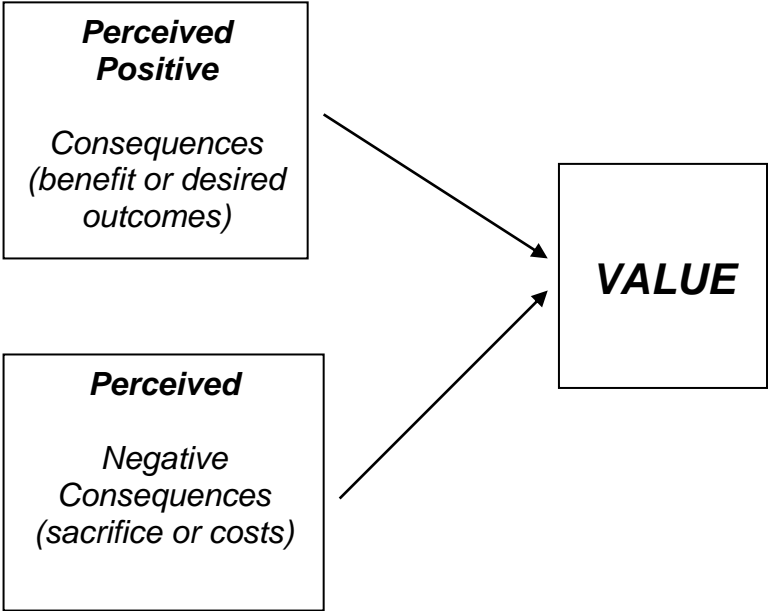 Perceived
Positive
Consequences
(benefit or desired
outcomes)
VALUE
Perceived
Negative
Consequences
(sacrifice or costs)